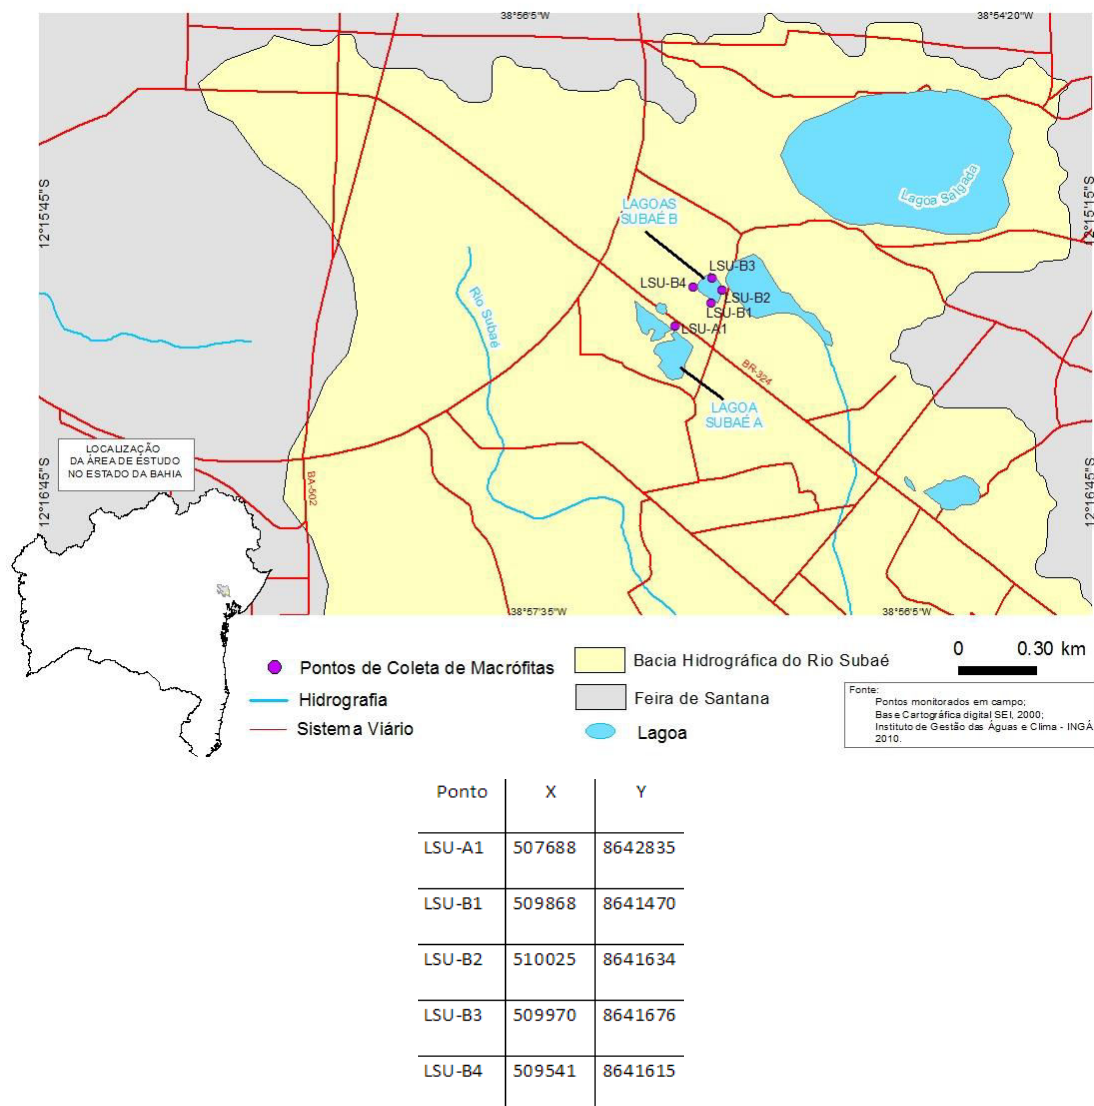 38°56'5"W
38°54'20"W
12°15'45"S
12°15'15"S
Lagoa Salgada
LAGOAS
SUBAÉ B
Rio Subaé
LSU-B3
LSU-B4
LSU-B2
LSU-B1
LSU-A1
BR-324
LAGOA
SUBAÉ A
12°16'45"S
12°16'45"S
BA-502
LOCALIZAÇÃO
DA ÁREA DE ESTUDO
NO ESTADO DA BAHIA
38°57'35"W
38°56'5"W
Pontos de Coleta de Macrófitas
Hidrografia
Sistema Viário
Bacia Hidrográfica do Rio Subaé
Feira de Santana
Lagoa
0 0.30 km
Fonte:
Pontos monitorados em campo;
Base Cartográfica digital SEI, 2000;
Instituto de Gestão das Águas e Clima - INGÁ
2010.
Ponto X Y
LSU-A1 507688 8642835
LSU-B1 509868 8641470
LSU-B2 510025 8641634
LSU-B3 509970 8641676
LSU-B4 509541 8641615